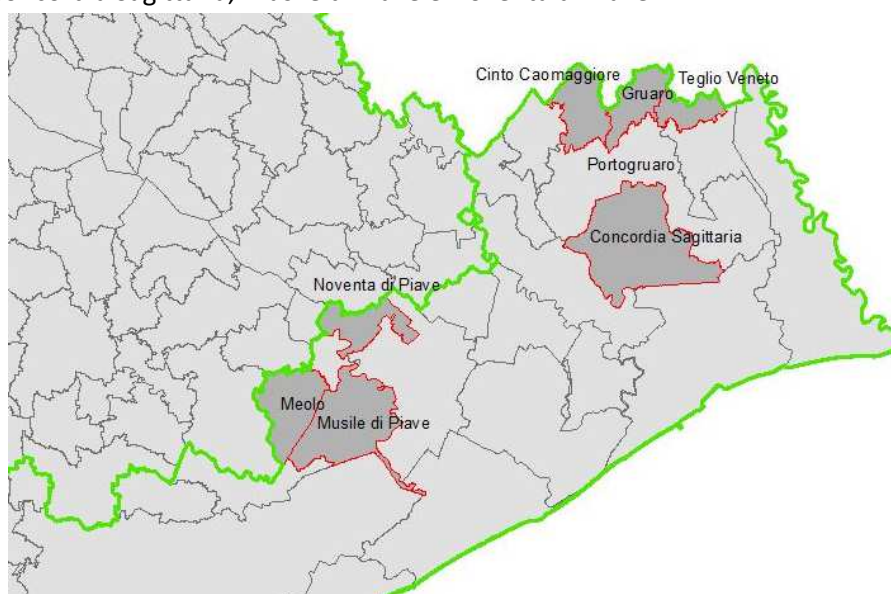 Cinto Caomaggiore
Teglio Veneto
Gruaro
Portogruaro
Concordia Sagittaria
Noventa di Piave
Meolo
Musile di Piave